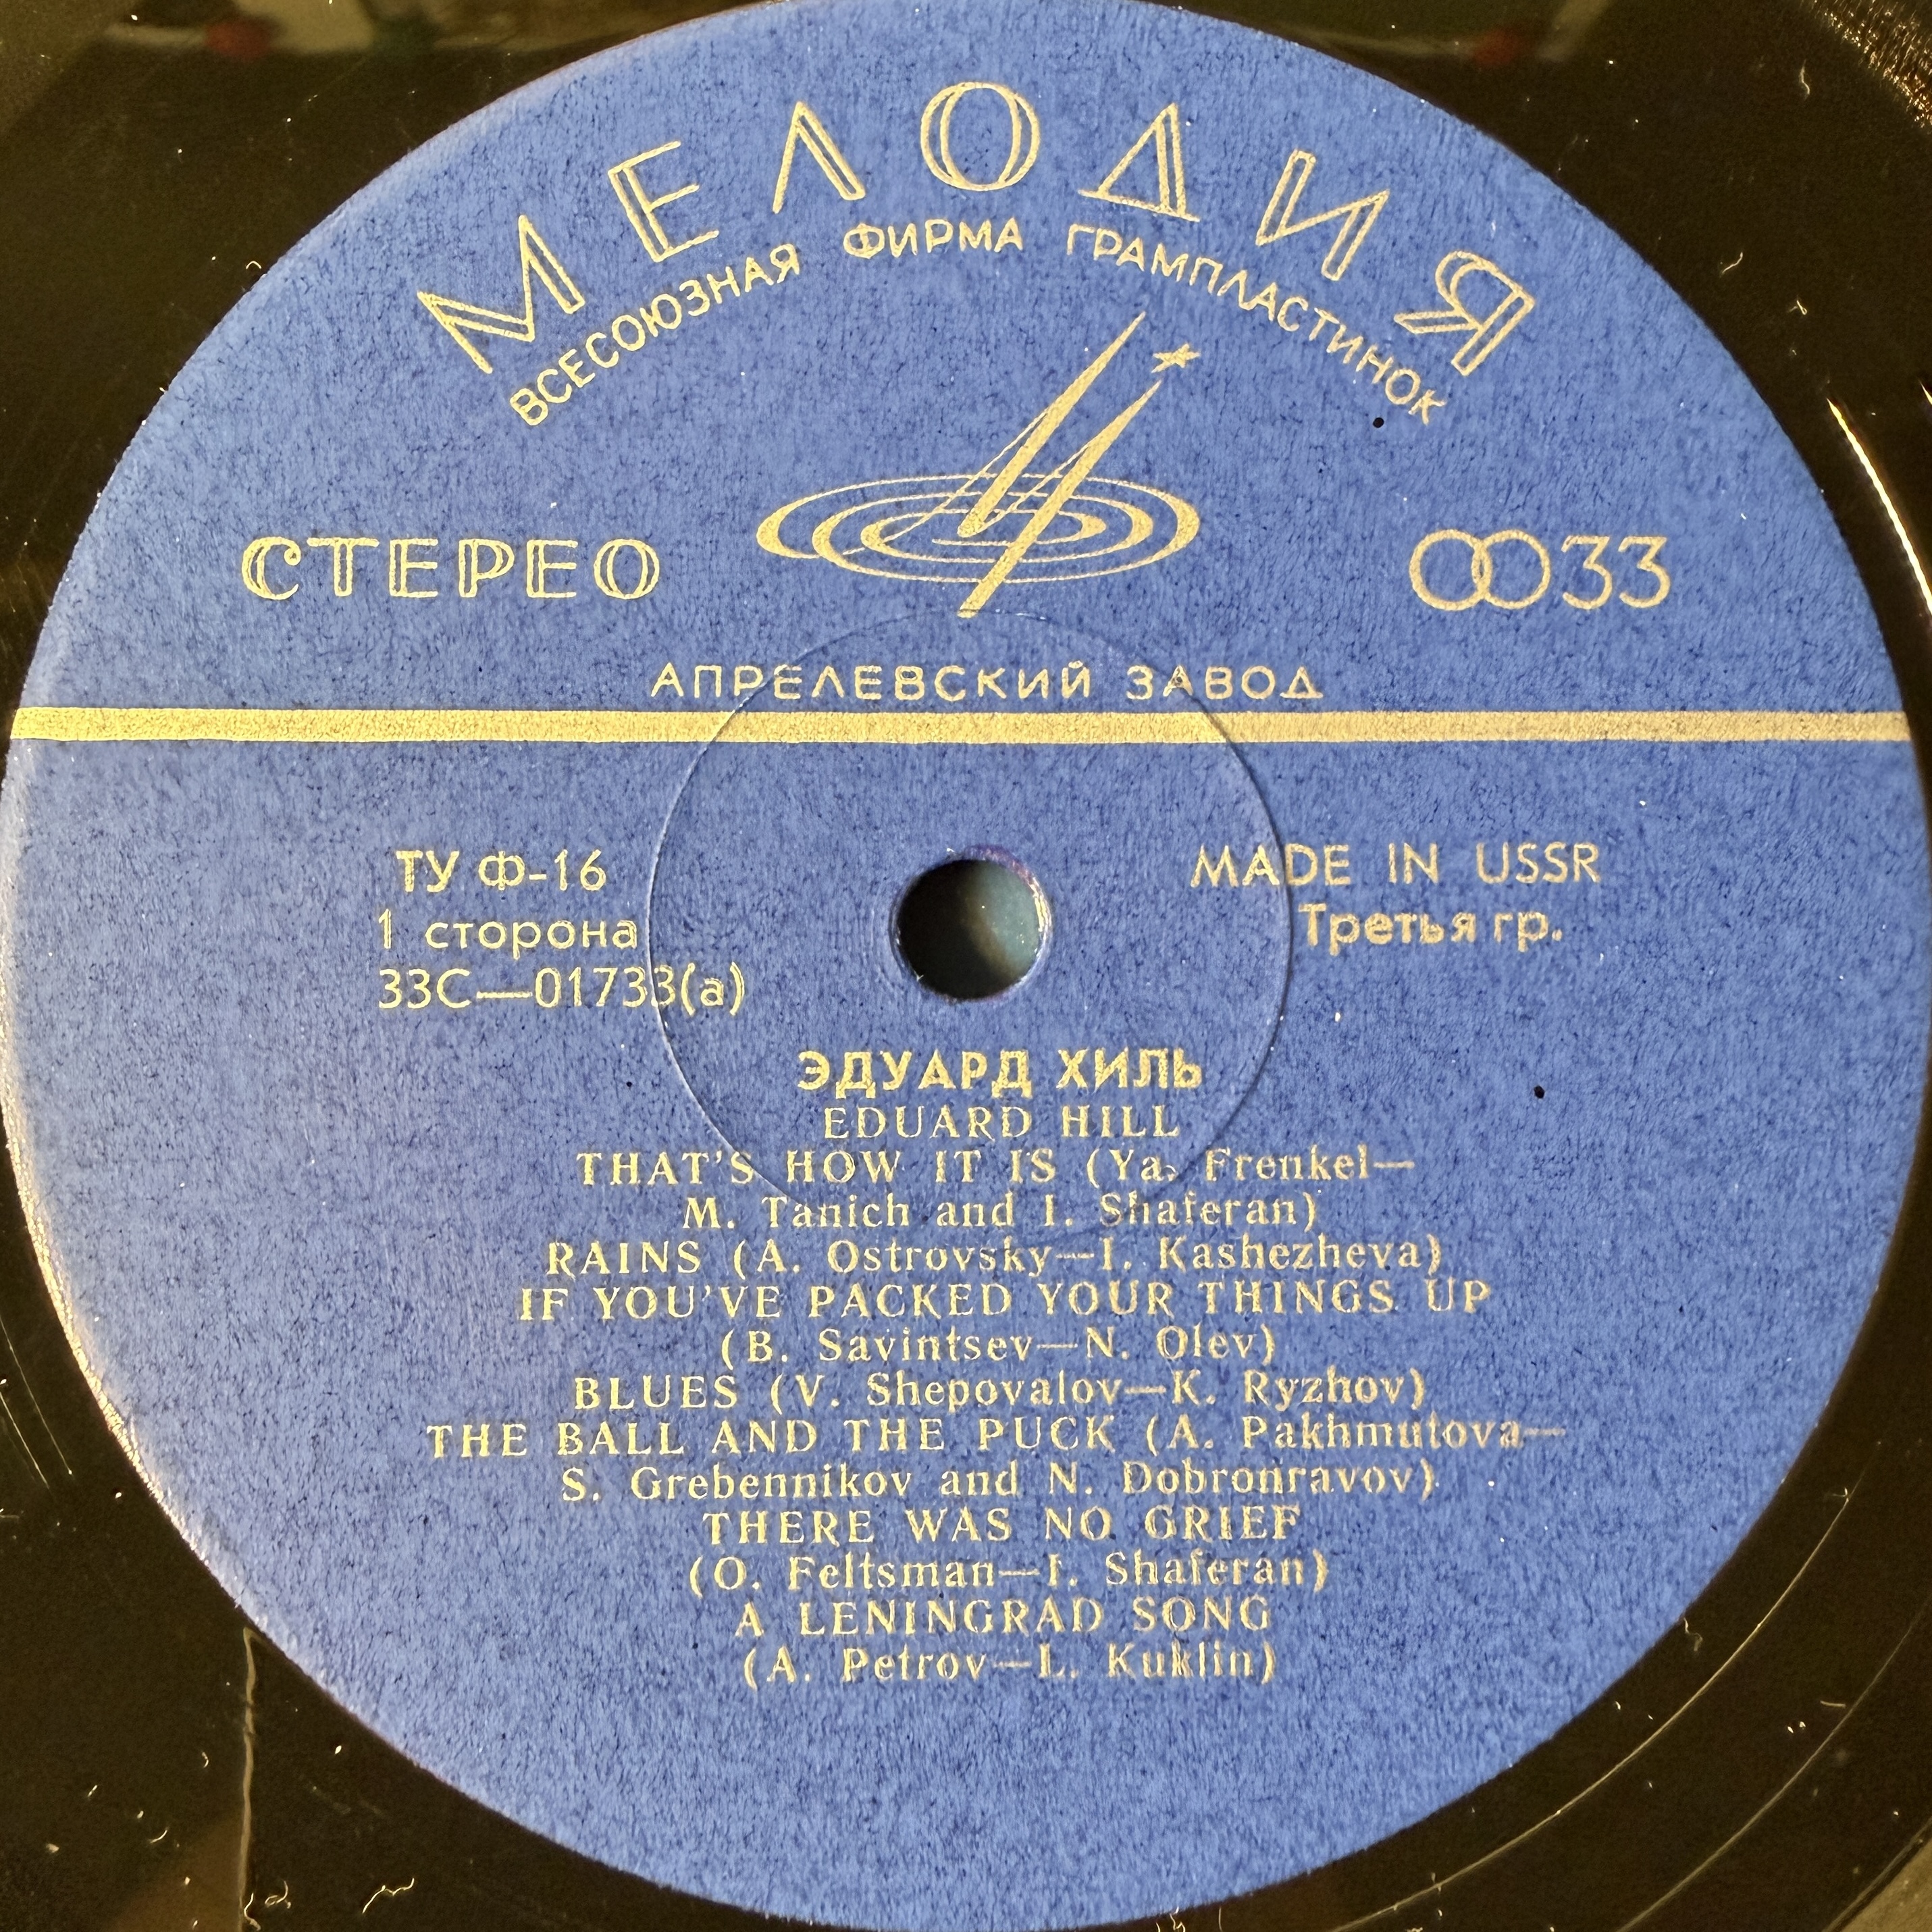 МЕЛОДИЯ
ВСЕСОЮЗНАЯ ФИРМА ГРАМПЛАСТИНОК
СТЕРЕО
33
АПРЕЛЕВСКИЙ ЗАВОД
ТУ Ф-16
1 сторона
33С—01733(а)
MADE IN USSR
Третья гр.
ЭДУАРД ХИЛЬ
EDUARD HILL
THAT'S HOW IT IS (Ya. Frenkel—
M. Tanich and I. Shaferan)
RAINS (A. Ostrovsky—I. Kashezheva)
IF YOU'VE PACKED YOUR THINGS UP
(B. Savintsev—N. Olev)
BLUES (V. Shepovalov—K. Ryzhov)
THE BALL AND THE PUCK (A. Pakhmutova—
S. Grebennikov and N. Dobronravov)
THERE WAS NO GRIEF
(O. Feltsman—I. Shaferan)
A LENINGRAD SONG
(A. Petrov—L. Kuklin)